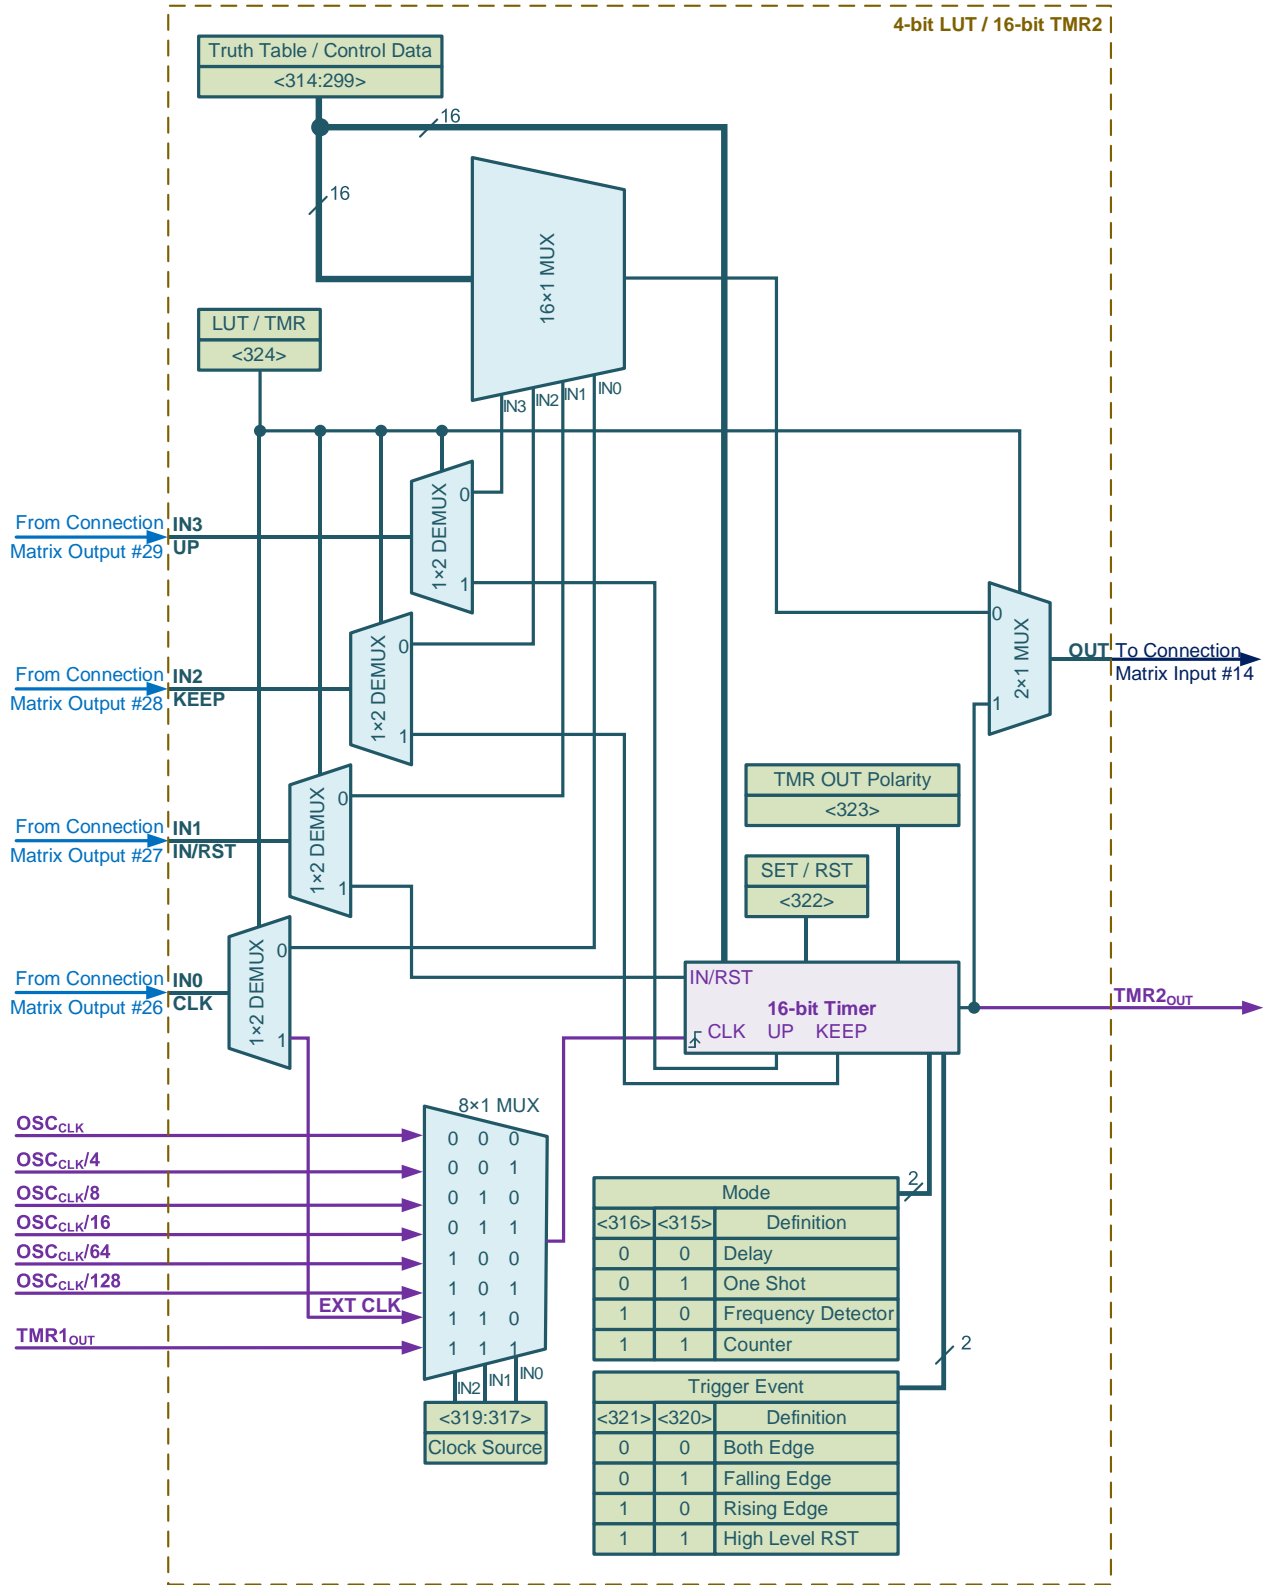 4-bit LUT / 16-bit TMR2
Truth Table / Control Data
<314:299>
16
16
16×1 MUX
LUT / TMR
<324>
IN3
IN2
IN1
IN0
From Connection
Matrix Output #29
IN3
UP
1×2 DEMUX
0
1
From Connection
Matrix Output #28
IN2
KEEP
1×2 DEMUX
0
1
2×1 MUX
0
1
OUT
To Connection
Matrix Input #14
From Connection
Matrix Output #27
IN1
IN/RST
1×2 DEMUX
0
1
TMR OUT Polarity
<323>
SET / RST
<322>
From Connection
Matrix Output #26
IN0
CLK
1×2 DEMUX
0
1
IN/RST
16-bit Timer
CLK UP KEEP
TMR2OUT
8×1 MUX
OSCCLK
0 0 0
OSCCLK/4
0 0 1
OSCCLK/8
0 1 0
OSCCLK/16
0 1 1
OSCCLK/64
1 0 0
OSCCLK/128
1 0 1
EXT CLK
1 1 0
TMR1OUT
1 1 1
IN2
IN1
IN0
<319:317>
Clock Source
2
Mode
<316> <315> Definition
0 0 Delay
0 1 One Shot
1 0 Frequency Detector
1 1 Counter
2
Trigger Event
<321> <320> Definition
0 0 Both Edge
0 1 Falling Edge
1 0 Rising Edge
1 1 High Level RST